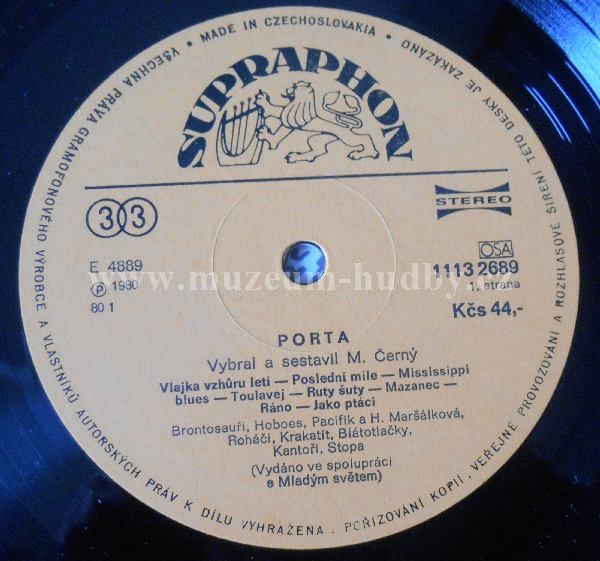 VŠECHNA PRÁVA GRAMOFONOVÉHO VÝROBCE A VLASTNÍKŮ AUTORSKÝCH PRÁV K DÍLU VYHRAŽENA . POŘIZOVÁNÍ KOPIÍ, VEŘEJNÉ PROVOZOVÁNÍ A ROZHLASOVÉ ŠÍŘENÍ TÉTO DESKY JE ZAKÁZÁNO • MADE IN CZECHOSLOVAKIA •
SUPRAPHON
33
STEREO
E 4889
Ⓟ 1980
80 1
OSA
1113 2689
1. strana
Kčs 44,-
www.muzeum-hudby.cz
PORTA
Vybral a sestavil M. Černý
Vlajka vzhůru letí — Poslední míle — Mississippi
blues — Toulavej — Ruty šuty — Mazanec —
Ráno — Jako ptáci
Brontosauři, Hoboes, Pacifik a H. Maršálková,
Roháči, Krakatit, Blátotlačky,
Kantoři, Stopa
(Vydáno ve spolupráci
s Mladým světem)